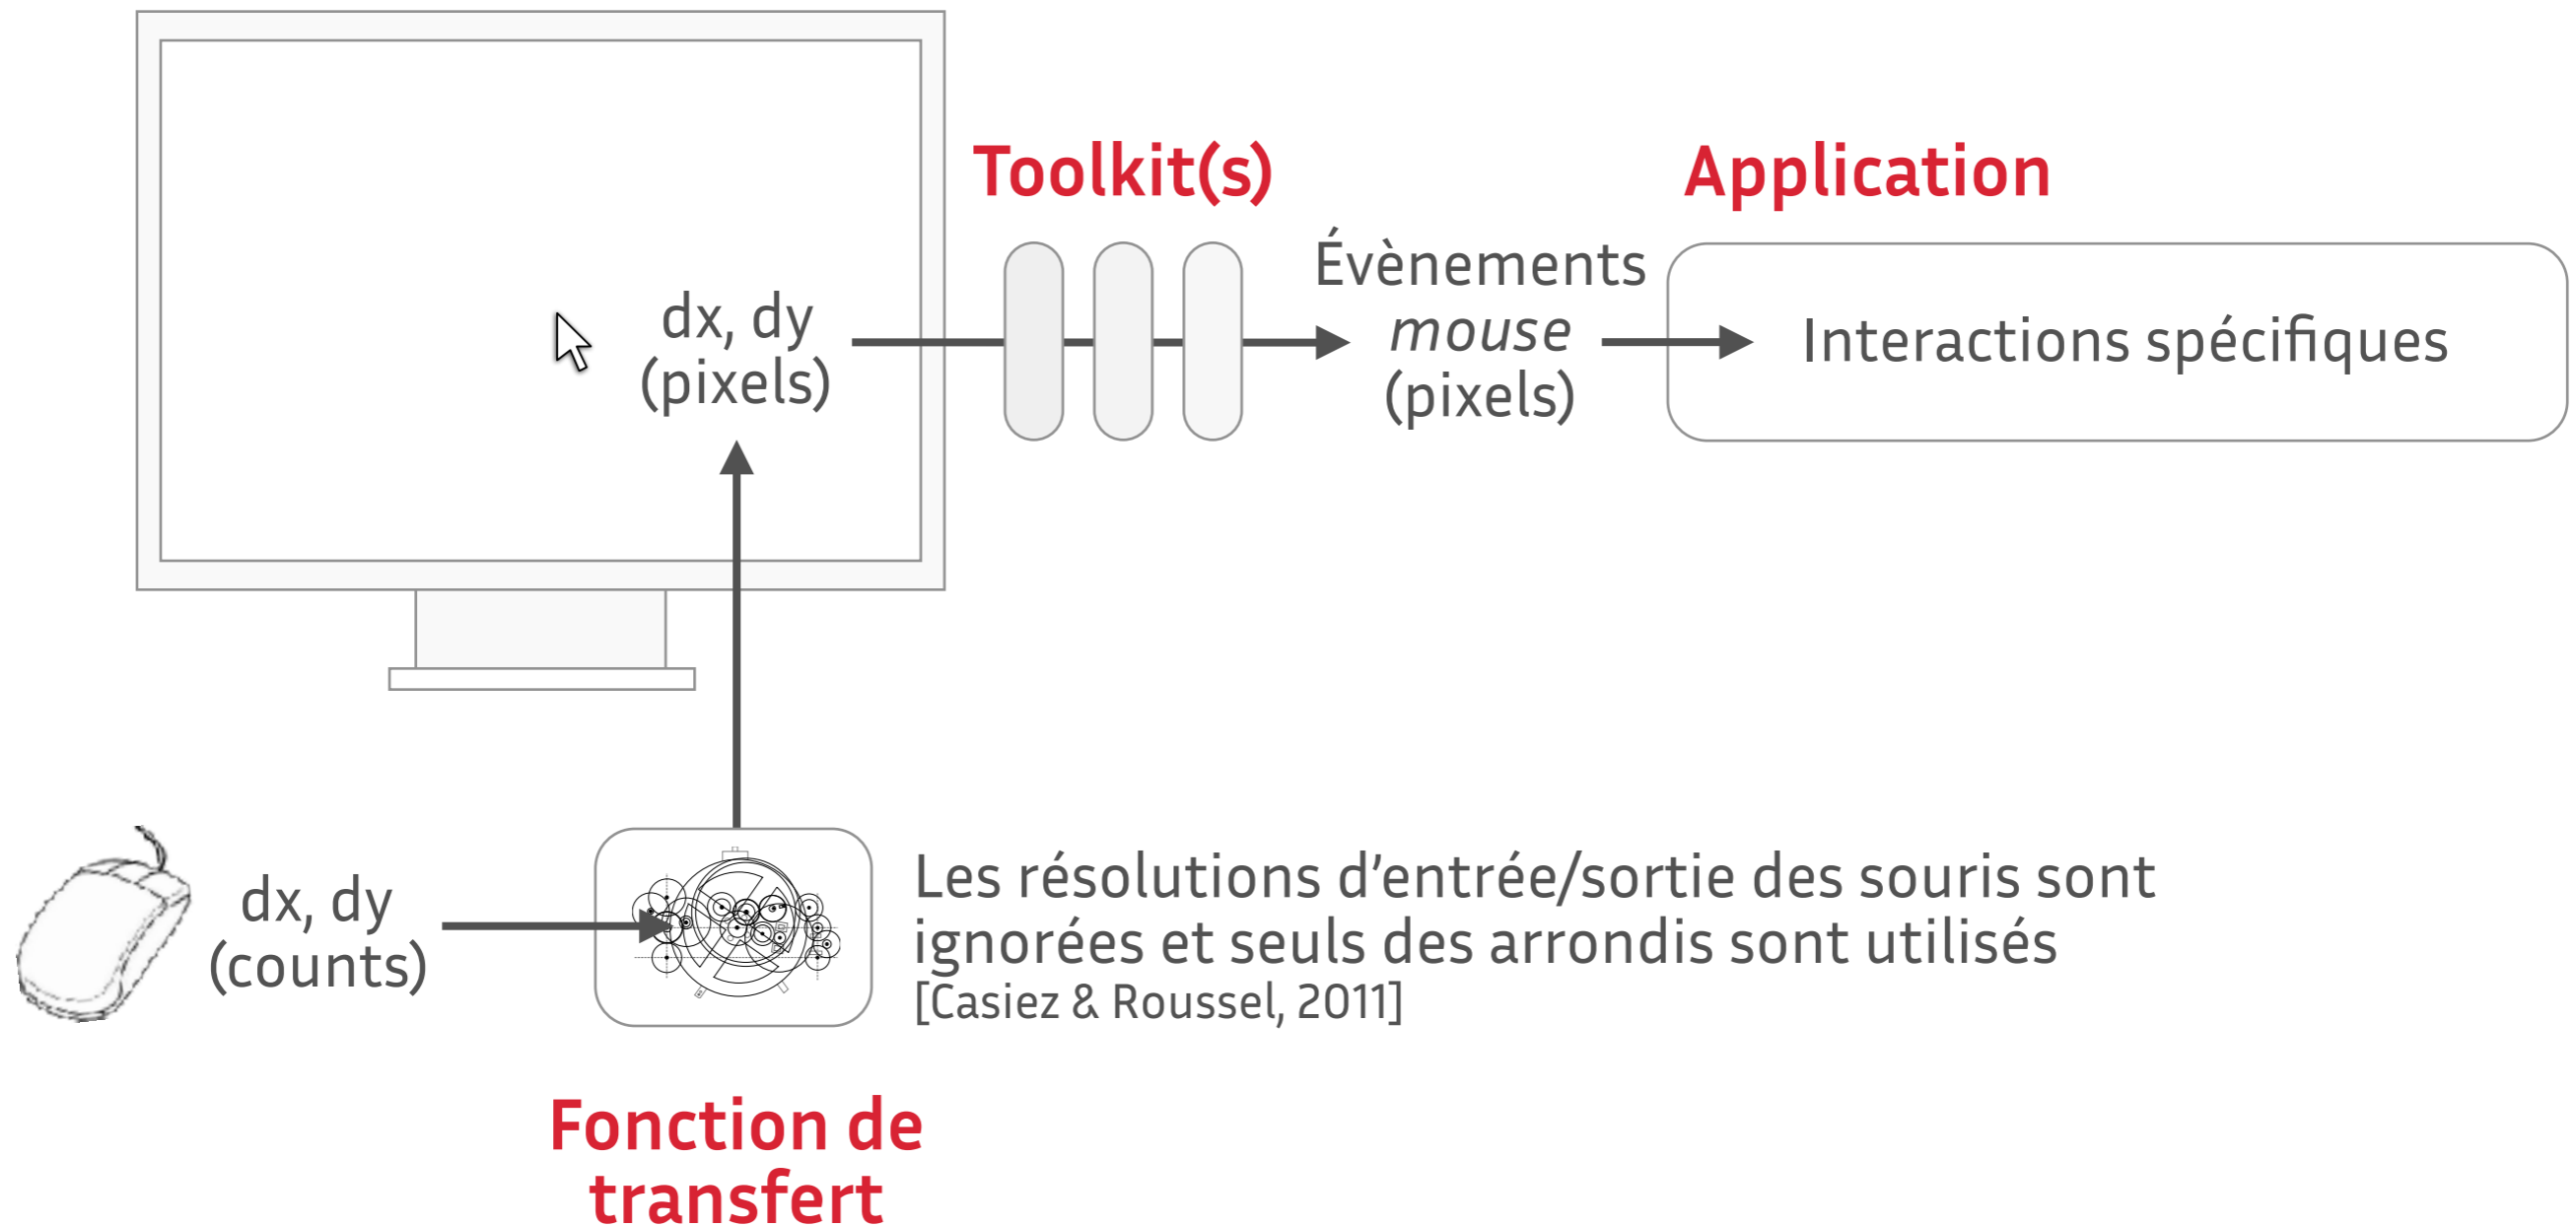 Toolkit(s)
Application
dx, dy
(pixels)
Évènements
mouse
(pixels)
Interactions spécifiques
dx, dy
(counts)
Les résolutions d’entrée/sortie des souris sont
ignorées et seuls des arrondis sont utilisés
[Casiez & Roussel, 2011]
Fonction de
transfert